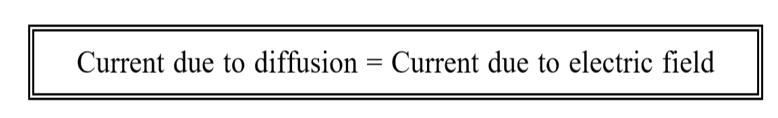 Current due to diffusion = Current due to electric field